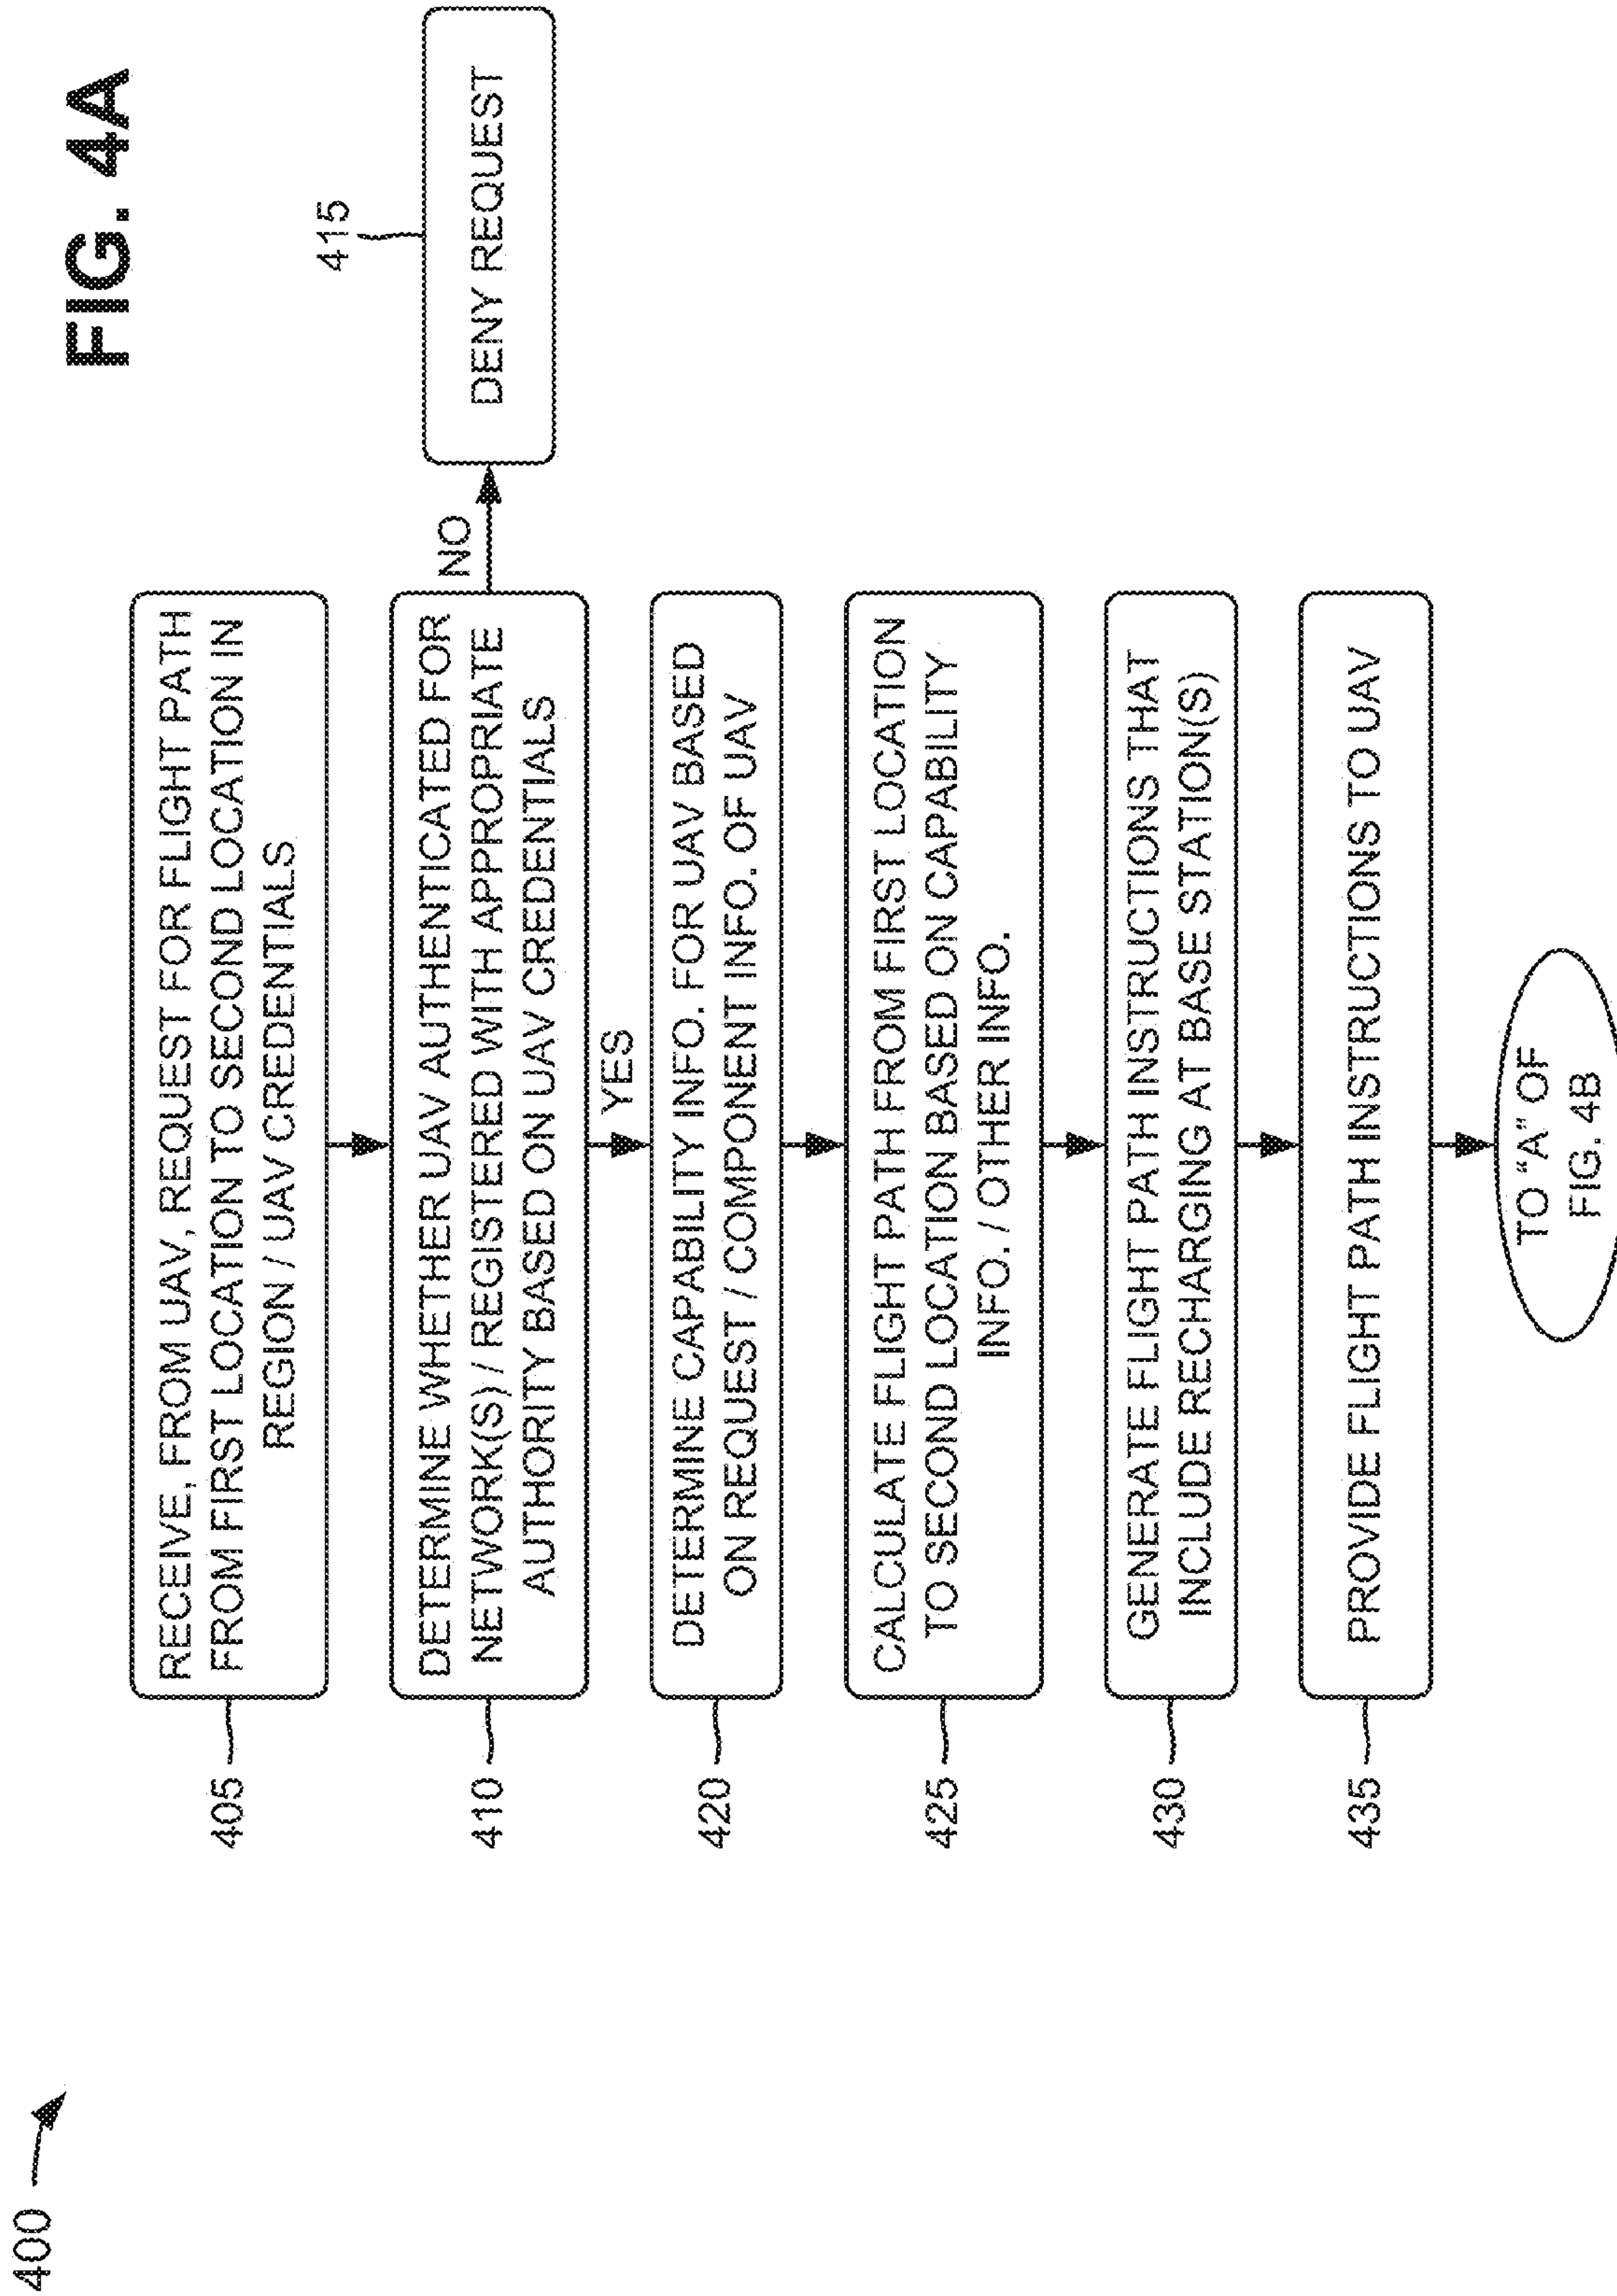 400
FIG. 4A
405
RECEIVE, FROM UAV, REQUEST FOR FLIGHT PATH
FROM FIRST LOCATION TO SECOND LOCATION IN
REGION / UAV CREDENTIALS
410
DETERMINE WHETHER UAV AUTHENTICATED FOR
NETWORK(S) / REGISTERED WITH APPROPRIATE
AUTHORITY BASED ON UAV CREDENTIALS
NO
415
DENY REQUEST
YES
420
DETERMINE CAPABILITY INFO. FOR UAV BASED
ON REQUEST / COMPONENT INFO. OF UAV
425
CALCULATE FLIGHT PATH FROM FIRST LOCATION
TO SECOND LOCATION BASED ON CAPABILITY
INFO. / OTHER INFO.
430
GENERATE FLIGHT PATH INSTRUCTIONS THAT
INCLUDE RECHARGING AT BASE STATION(S)
435
PROVIDE FLIGHT PATH INSTRUCTIONS TO UAV
TO "A" OF
FIG. 4B